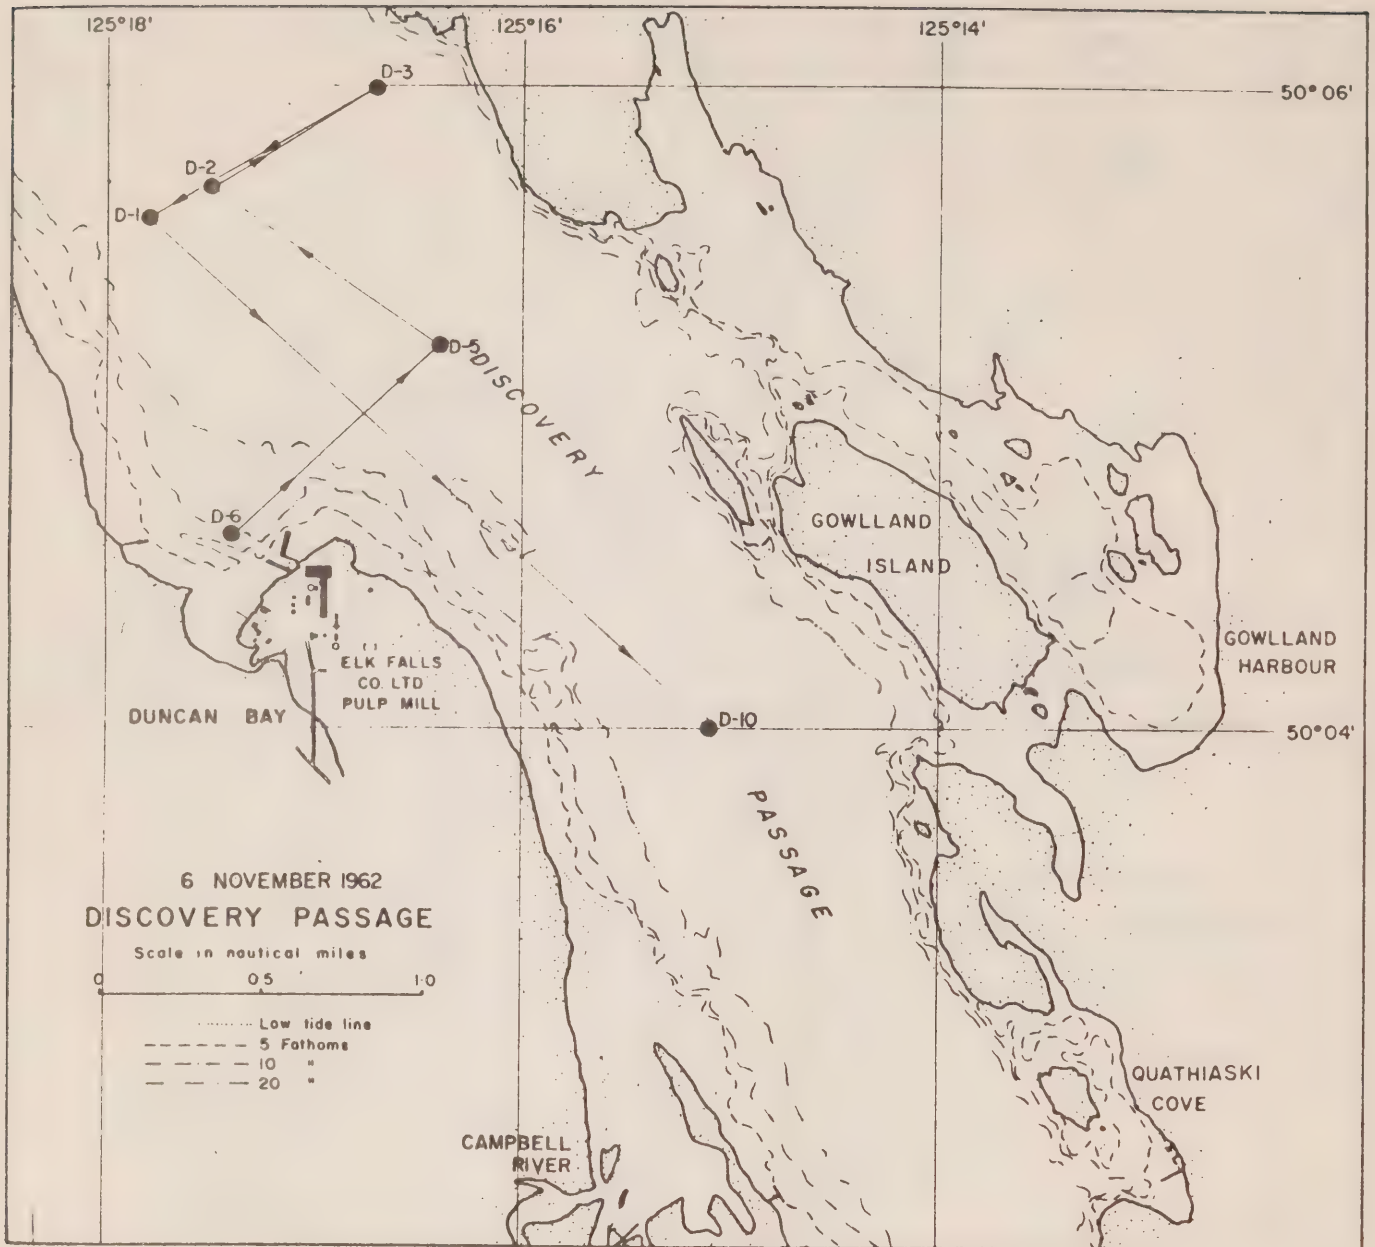 125°18'
125°16'
125°14'
D-3
50°06'
D-2
D-1
D-5
DISCOVERY
D-6
GOWLLAND
ISLAND
GOWLLAND
HARBOUR
ELK FALLS
CO. LTD
PULP MILL
DUNCAN BAY
D-10
50°04'
PASSAGE
6 NOVEMBER 1962
DISCOVERY PASSAGE
Scale in nautical miles
0 0.5 1.0
Low tide line
5 Fathoms
10 "
20 "
QUATHIASKI
COVE
CAMPBELL
RIVER